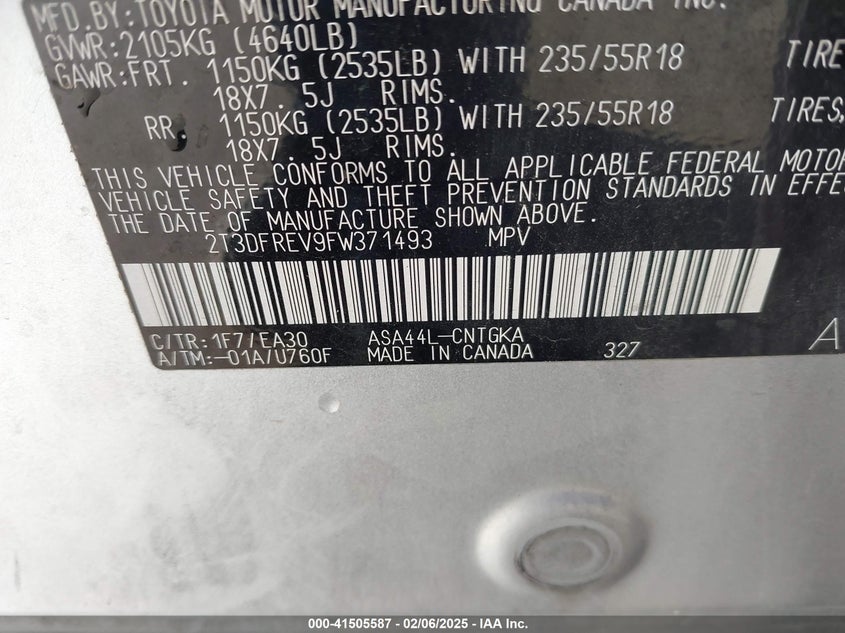 MFD.BY:TOYOTA MOTOR MANUFACTURING CANADA INC.
GVWR:2105KG (4640LB)
GAWR:FRT. 1150KG (2535LB) WITH 235/55R18 TIRE
18X7.5J RIMS.
RR. 1150KG (2535LB) WITH 235/55R18 TIRES,
18X7.5J RIMS.
THIS VEHICLE CONFORMS TO ALL APPLICABLE FEDERAL MOTOR
VEHICLE SAFETY AND THEFT PREVENTION STANDARDS IN EFFE
THE DATE OF MANUFACTURE SHOWN ABOVE.
2T3DFREV9FW371493 MPV
C/TR:1F7/EA30 ASA44L-CNTGKA A
A/TM:-01A/U760F MADE IN CANADA 327
000-41505587 - 02/06/2025 - IAA Inc.